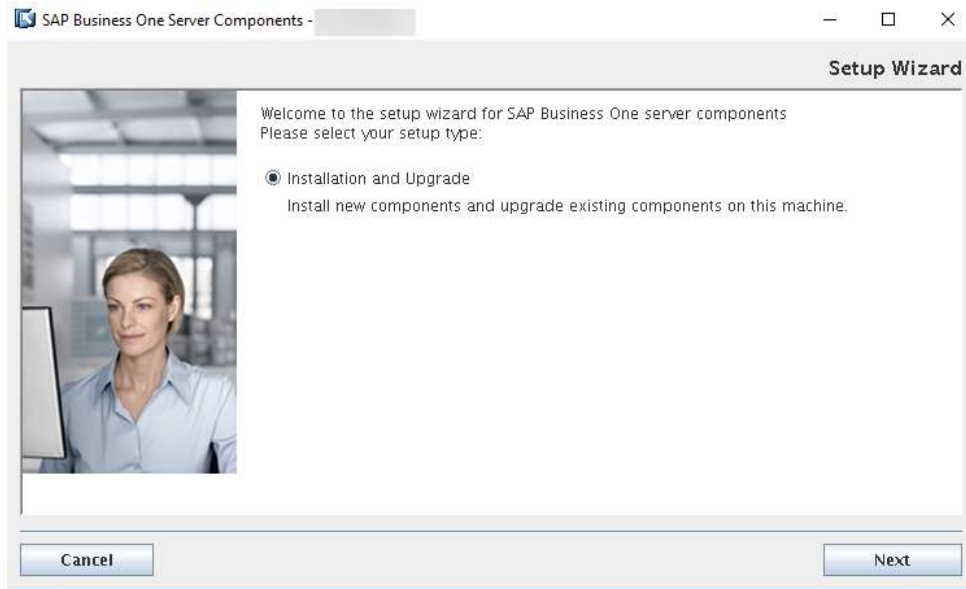 SAP Business One Server Components -
Setup Wizard
Welcome to the setup wizard for SAP Business One server components
Please select your setup type:
Installation and Upgrade
Install new components and upgrade existing components on this machine.
Cancel
Next